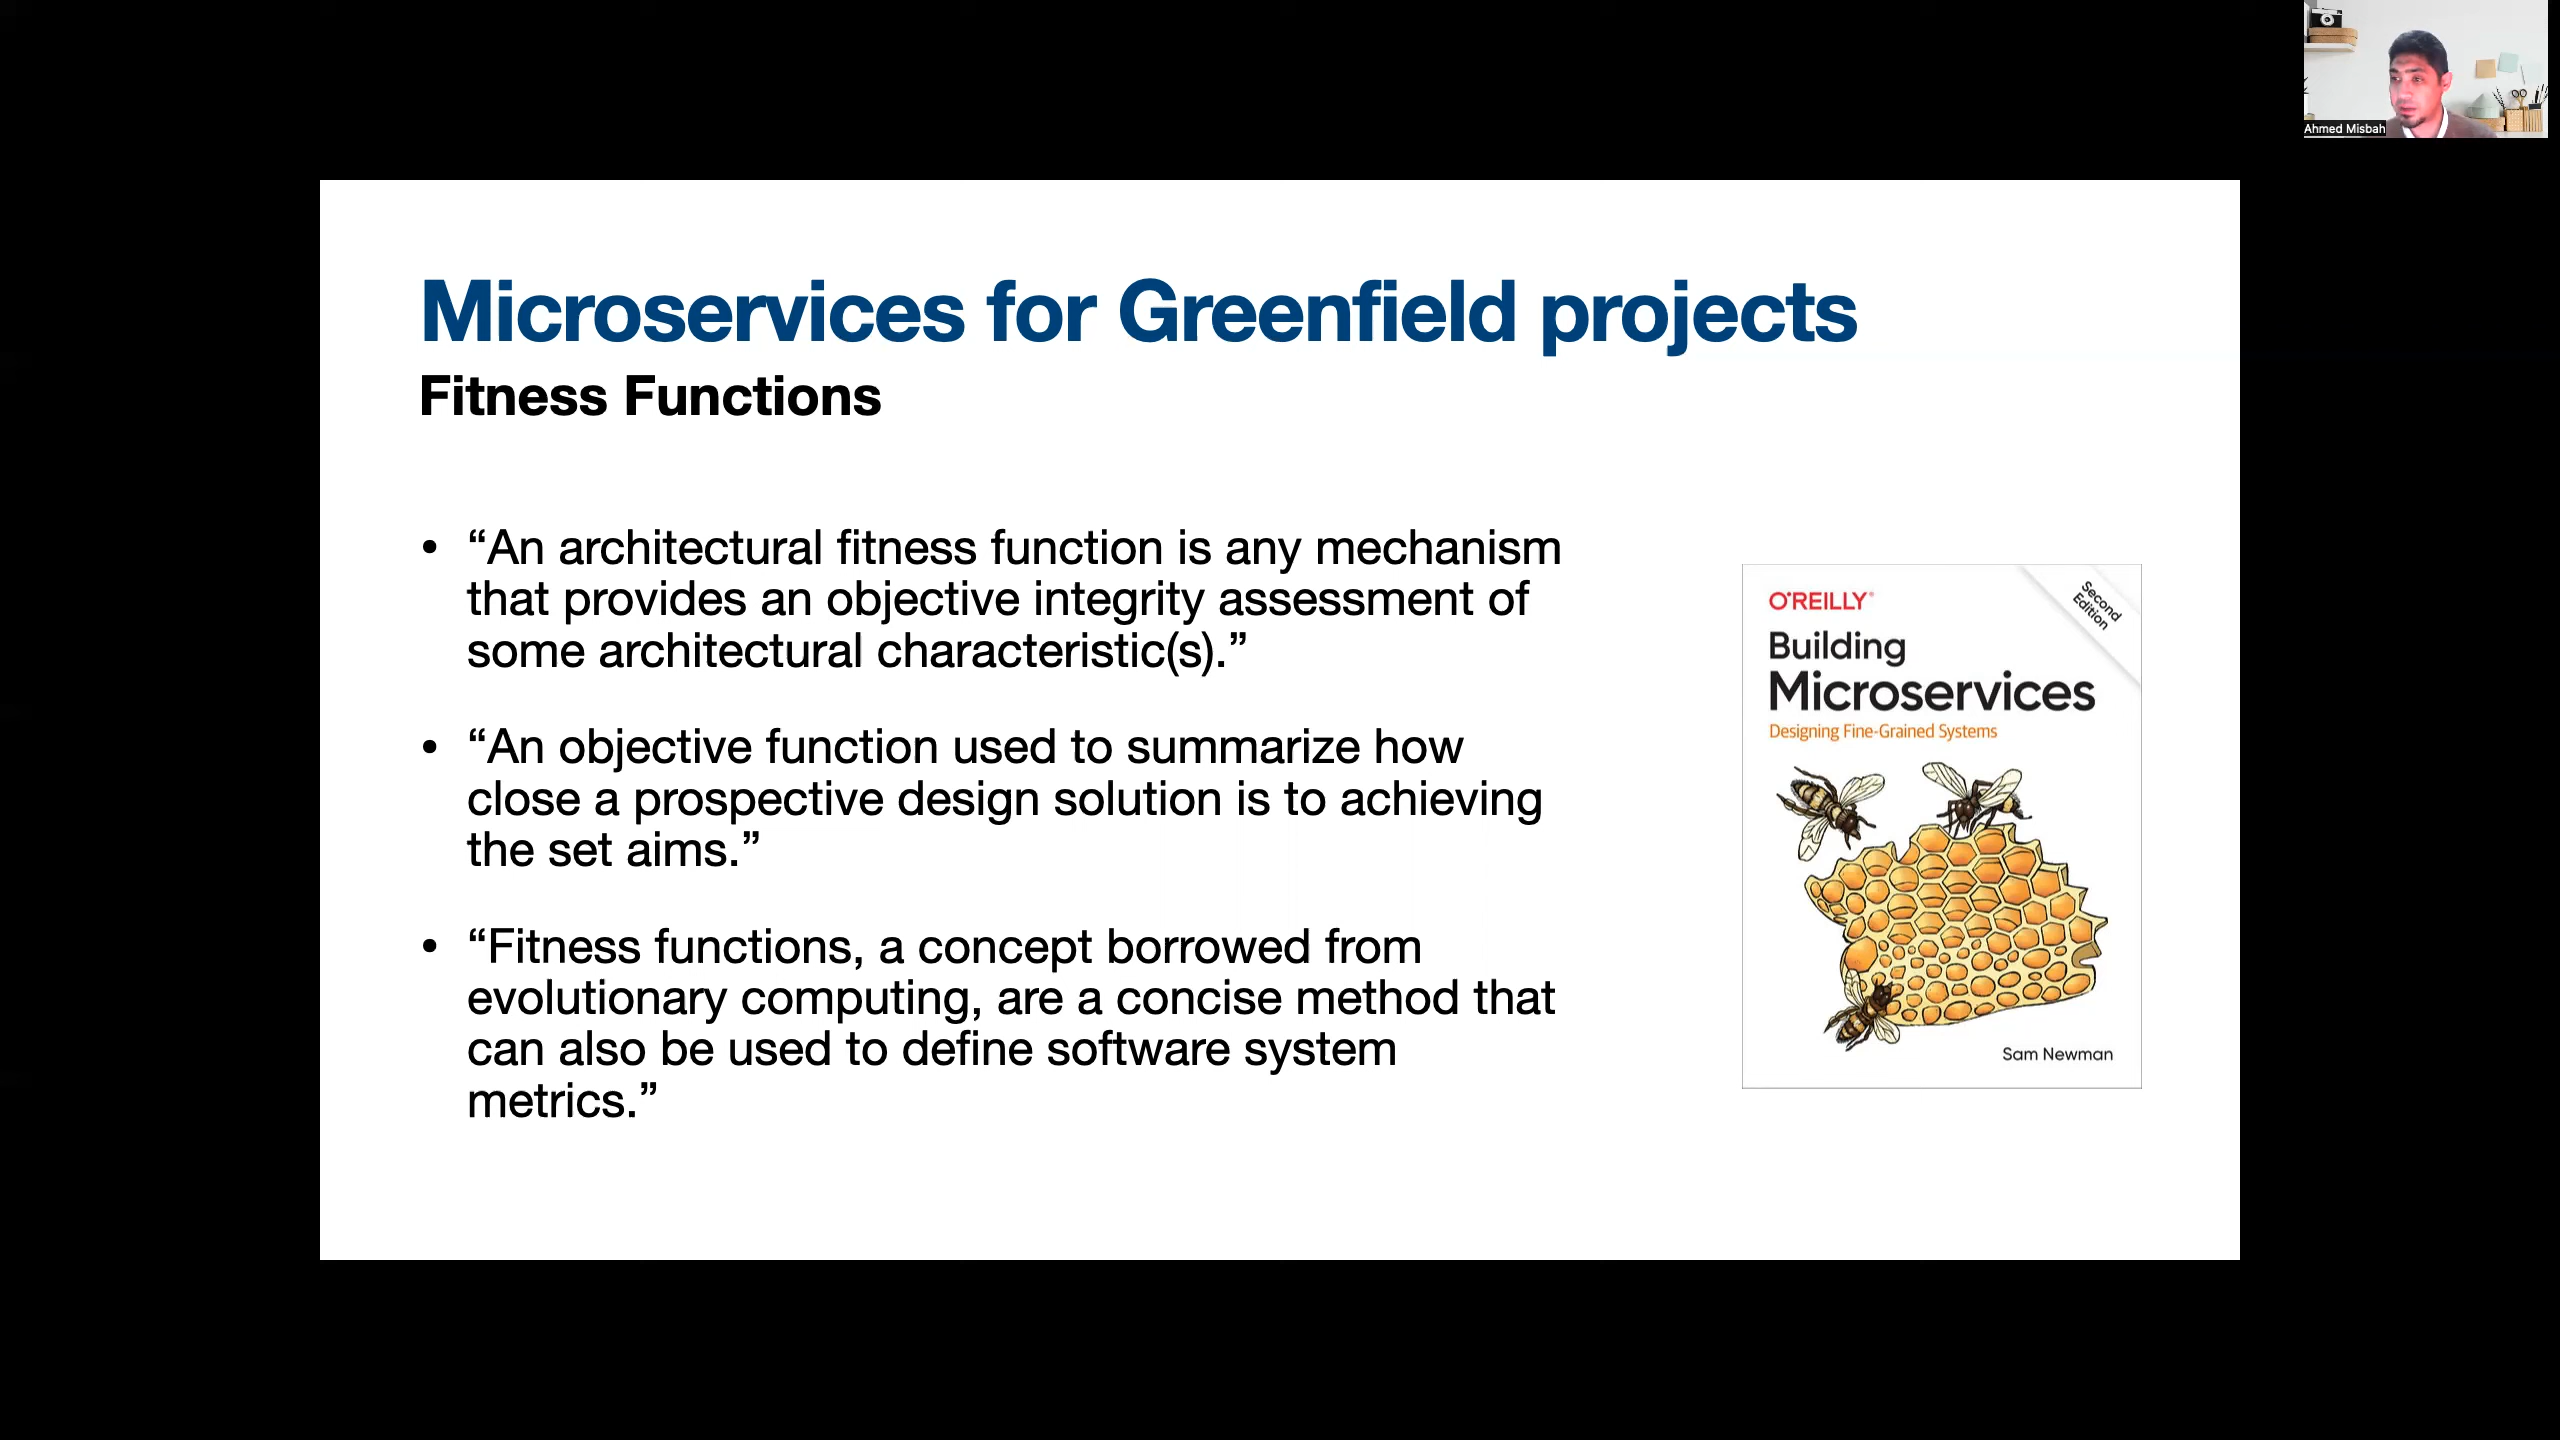 Ahmed Misbah
Microservices for Greenfield projects
Fitness Functions
• “An architectural fitness function is any mechanism
that provides an objective integrity assessment of
some architectural characteristic(s).”
• “An objective function used to summarize how
close a prospective design solution is to achieving
the set aims.”
• “Fitness functions, a concept borrowed from
evolutionary computing, are a concise method that
can also be used to define software system
metrics.”
O'REILLY®
Second
Edition
Building
Microservices
Designing Fine-Grained Systems
Sam Newman